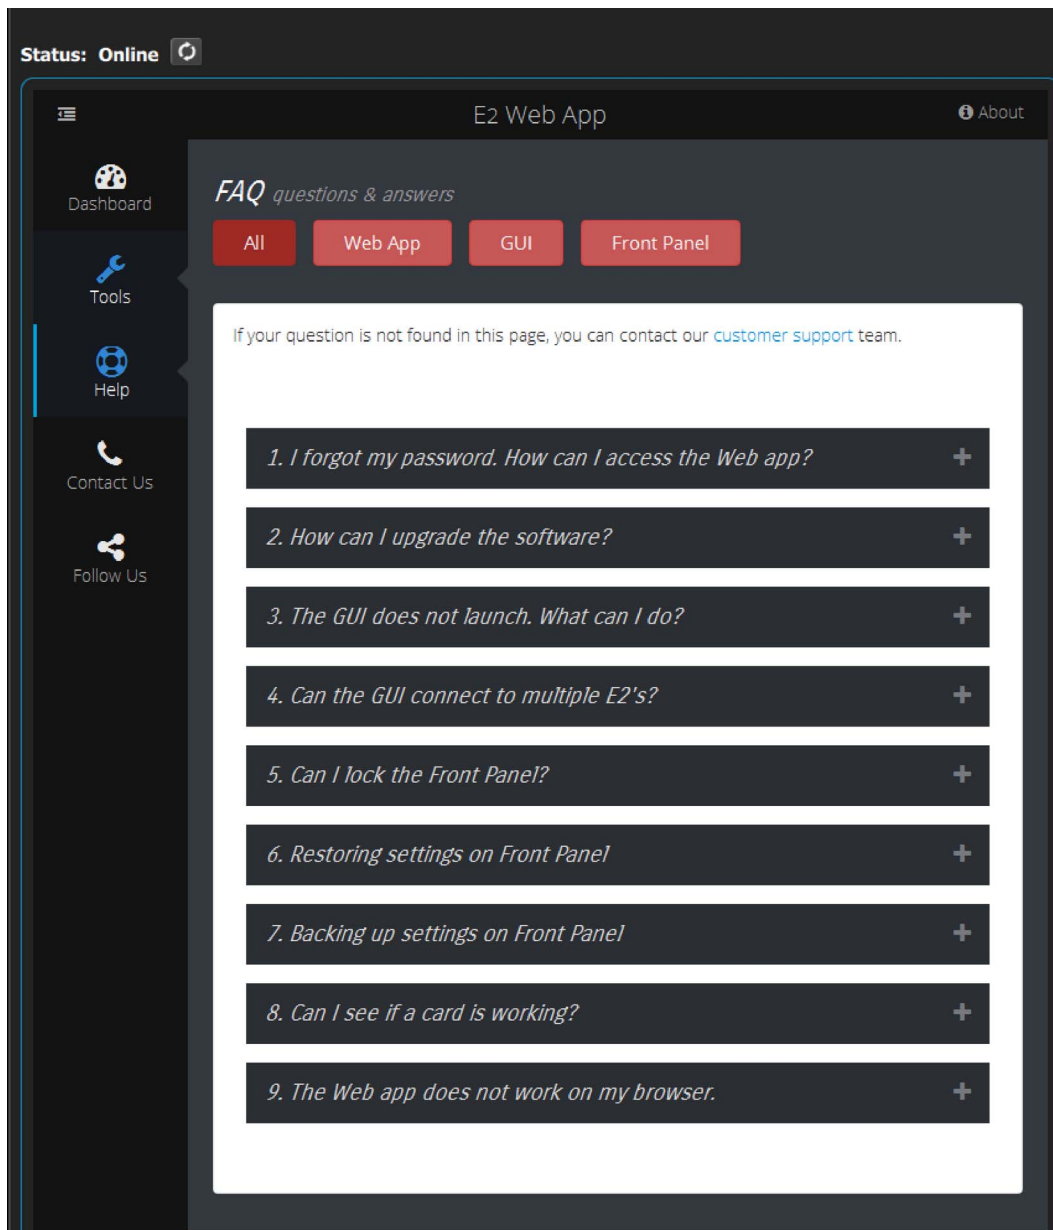 Status: Online
E2 Web App
About
Dashboard
Tools
Help
Contact Us
Follow Us
FAQ questions & answers
All Web App GUI Front Panel
If your question is not found in this page, you can contact our customer support team.
1. I forgot my password. How can I access the Web app?
2. How can I upgrade the software?
3. The GUI does not launch. What can I do?
4. Can the GUI connect to multiple E2's?
5. Can I lock the Front Panel?
6. Restoring settings on Front Panel
7. Backing up settings on Front Panel
8. Can I see if a card is working?
9. The Web app does not work on my browser.